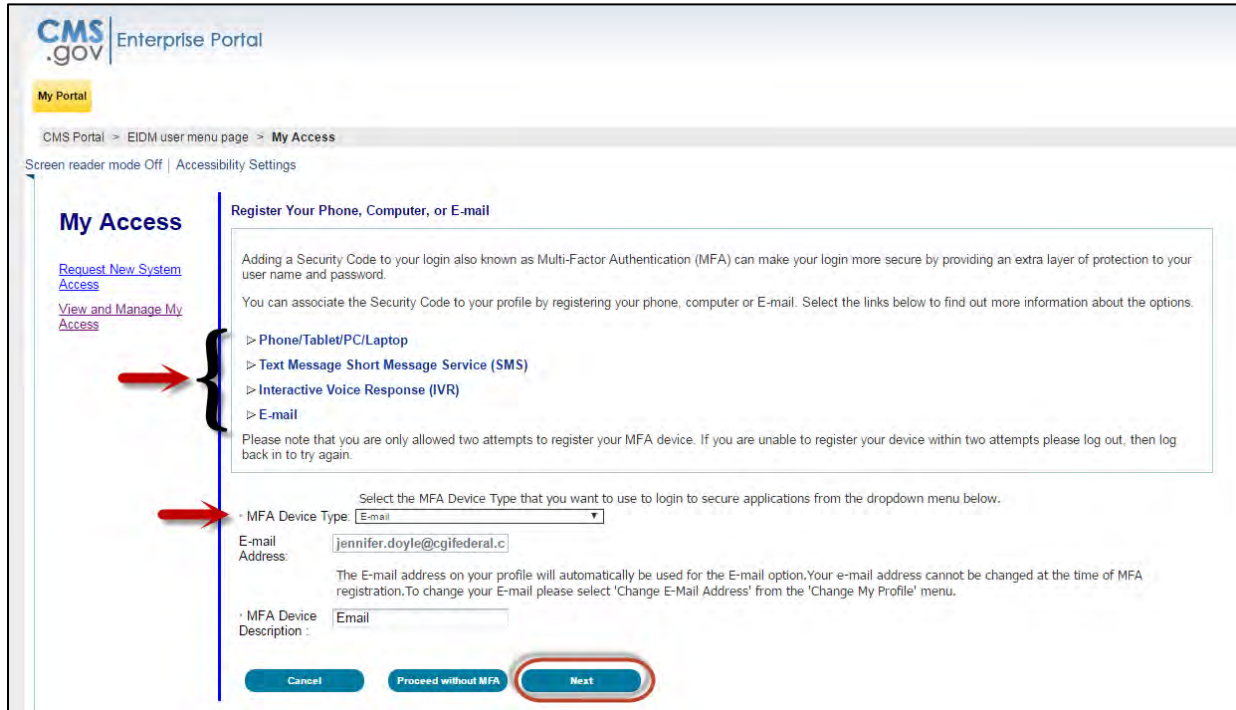 CMS
.gov
Enterprise Portal
My Portal
CMS Portal > EIDM user menu page > My Access
Screen reader mode Off | Accessibility Settings
My Access
Request New System
Access
View and Manage My
Access
Register Your Phone, Computer, or E-mail
Adding a Security Code to your login also known as Multi-Factor Authentication (MFA) can make your login more secure by providing an extra layer of protection to your
user name and password.
You can associate the Security Code to your profile by registering your phone, computer or E-mail. Select the links below to find out more information about the options.
Phone/Tablet/PC/Laptop
Text Message Short Message Service (SMS)
Interactive Voice Response (IVR)
E-mail
Please note that you are only allowed two attempts to register your MFA device. If you are unable to register your device within two attempts please log out, then log
back in to try again.
Select the MFA Device Type that you want to use to login to secure applications from the dropdown menu below.
* MFA Device Type: E-mail
E-mail
Address:
jennifer.doyle@cgifederal.c
The E-mail address on your profile will automatically be used for the E-mail option.Your e-mail address cannot be changed at the time of MFA
registration.To change your E-mail please select 'Change E-Mail Address' from the 'Change My Profile' menu.
* MFA Device
Description :
Email
Cancel
Proceed without MFA
Next